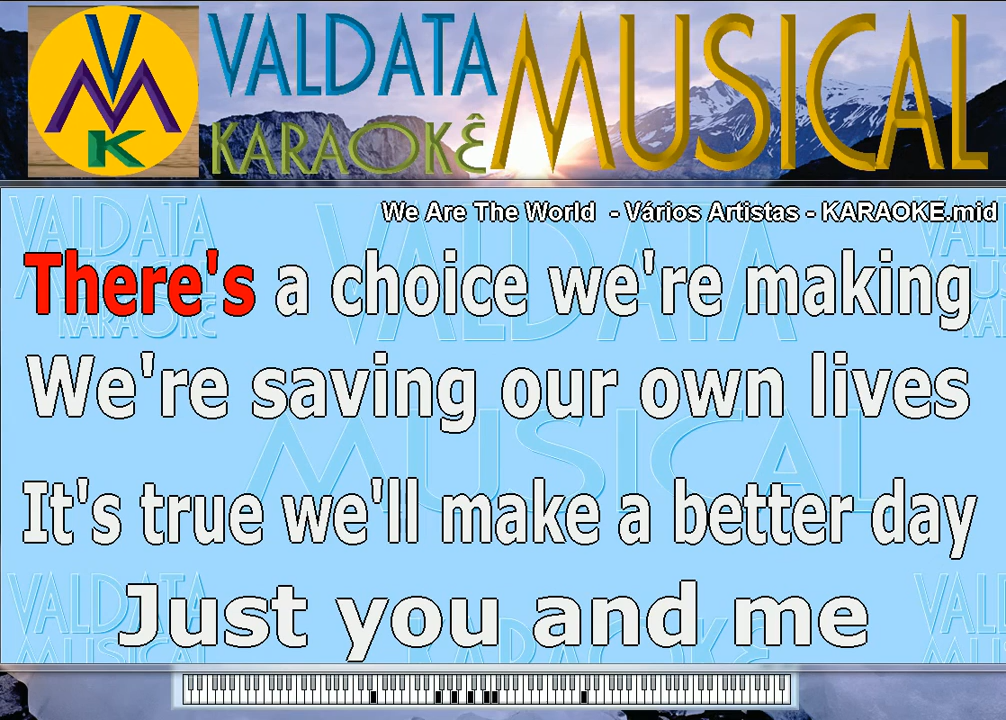 VMK
VALDATA
KARAOKÊ
MUSICAL
We Are The World - Vários Artistas - KARAOKE.mid
There's a choice we're making
We're saving our own lives
It's true we'll make a better day
Just you and me